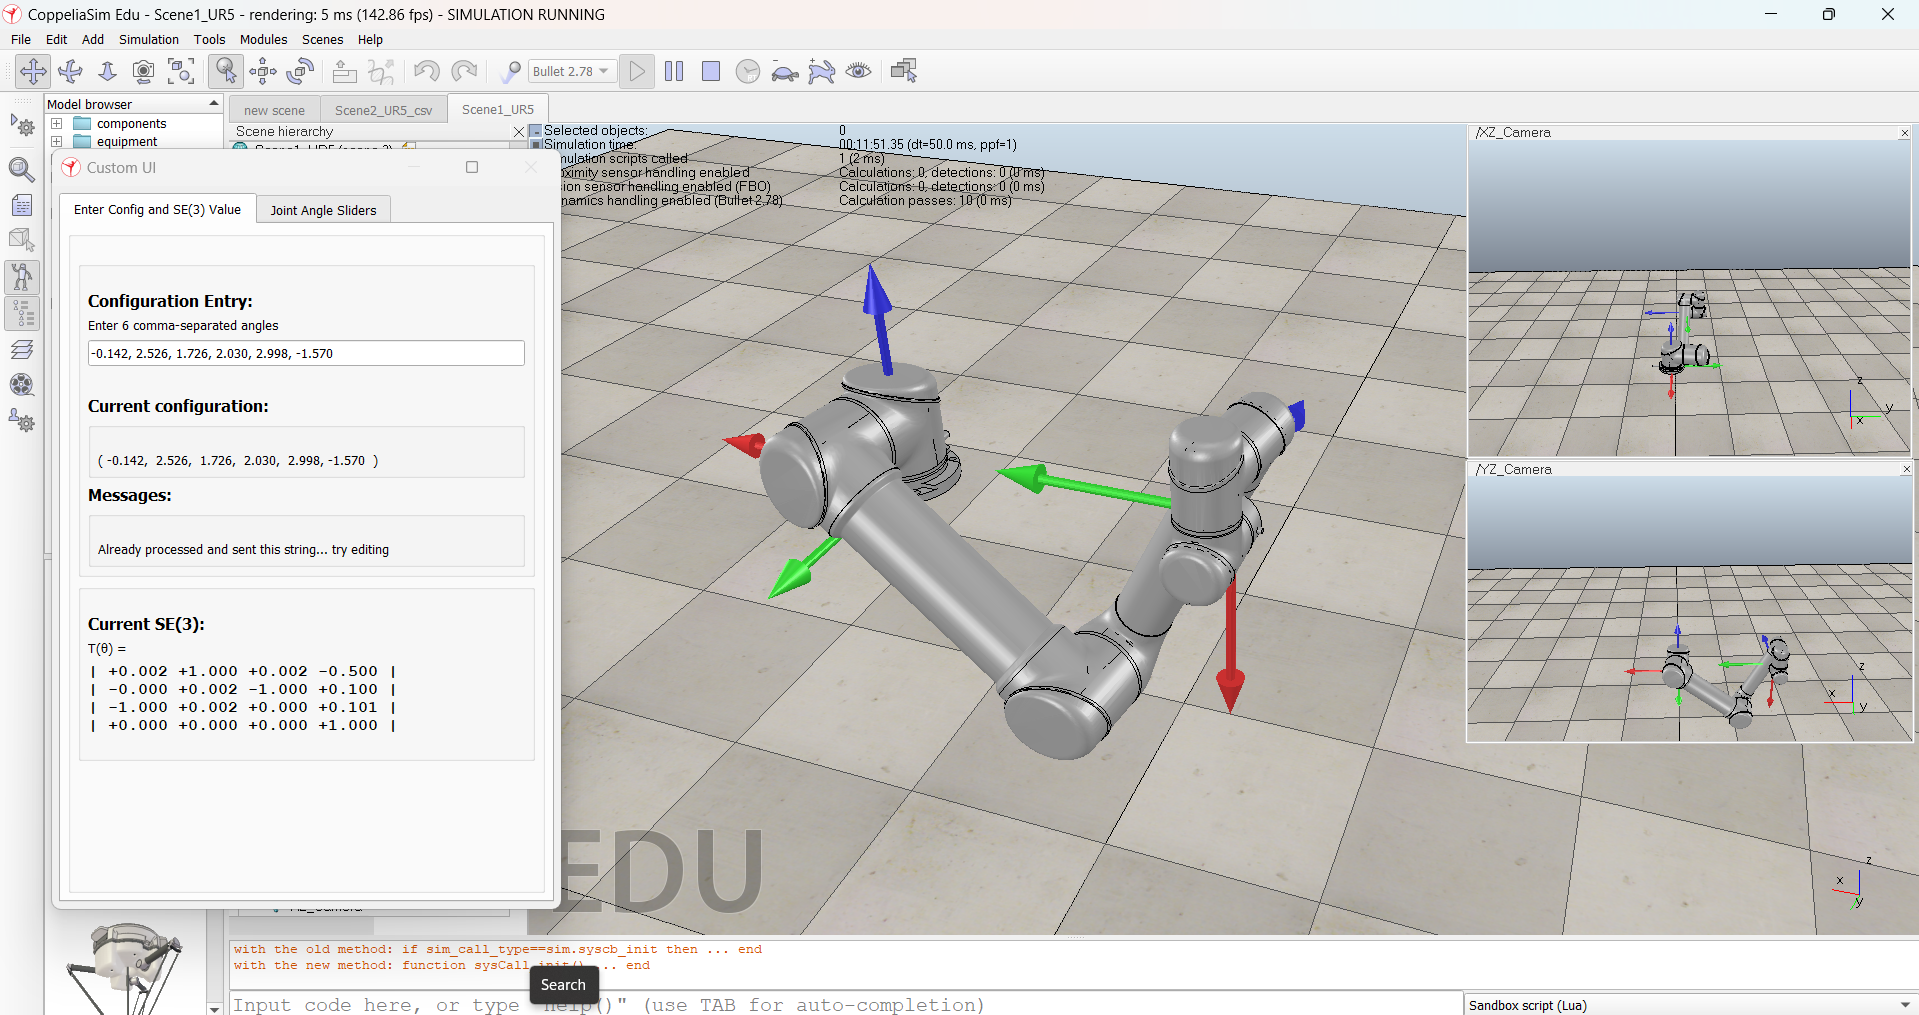 CoppeliaSim Edu - Scene1_UR5 - rendering: 5 ms (142.86 fps) - SIMULATION RUNNING
File Edit Add Simulation Tools Modules Scenes Help
Bullet 2.78
Model browser
components
equipment
new scene Scene2_UR5_csv Scene1_UR5
Scene hierarchy
Selected objects: 0
Simulation time: 00:11:51.35 (dt=50.0 ms, ppf=1)
mulation scripts called 1 (2 ms)
oximity sensor handling enabled Calculations: 0, detections: 0 (0 ms)
sion sensor handling enabled (FBO) Calculations: 0, detections: 0 (0 ms)
namics handling enabled (Bullet 2.78) Calculation passes: 10 (0 ms)
Custom UI
Enter Config and SE(3) Value Joint Angle Sliders
Configuration Entry:
Enter 6 comma-separated angles
-0.142, 2.526, 1.726, 2.030, 2.998, -1.570
Current configuration:
( -0.142, 2.526, 1.726, 2.030, 2.998, -1.570 )
Messages:
Already processed and sent this string... try editing
Current SE(3):
T(θ) =
| +0.002 +1.000 +0.002 -0.500 |
| -0.000 +0.002 -1.000 +0.100 |
| -1.000 +0.002 +0.000 +0.101 |
| +0.000 +0.000 +0.000 +1.000 |
/XZ_Camera
z
y
x
/YZ_Camera
z
x
y
z
x
y
EDU
with the old method: if sim_call_type==sim.syscb_init then ... end
with the new method: function sysCall_init() ... end
Search
Input code here, or type "help()" (use TAB for auto-completion)
Sandbox script (Lua)